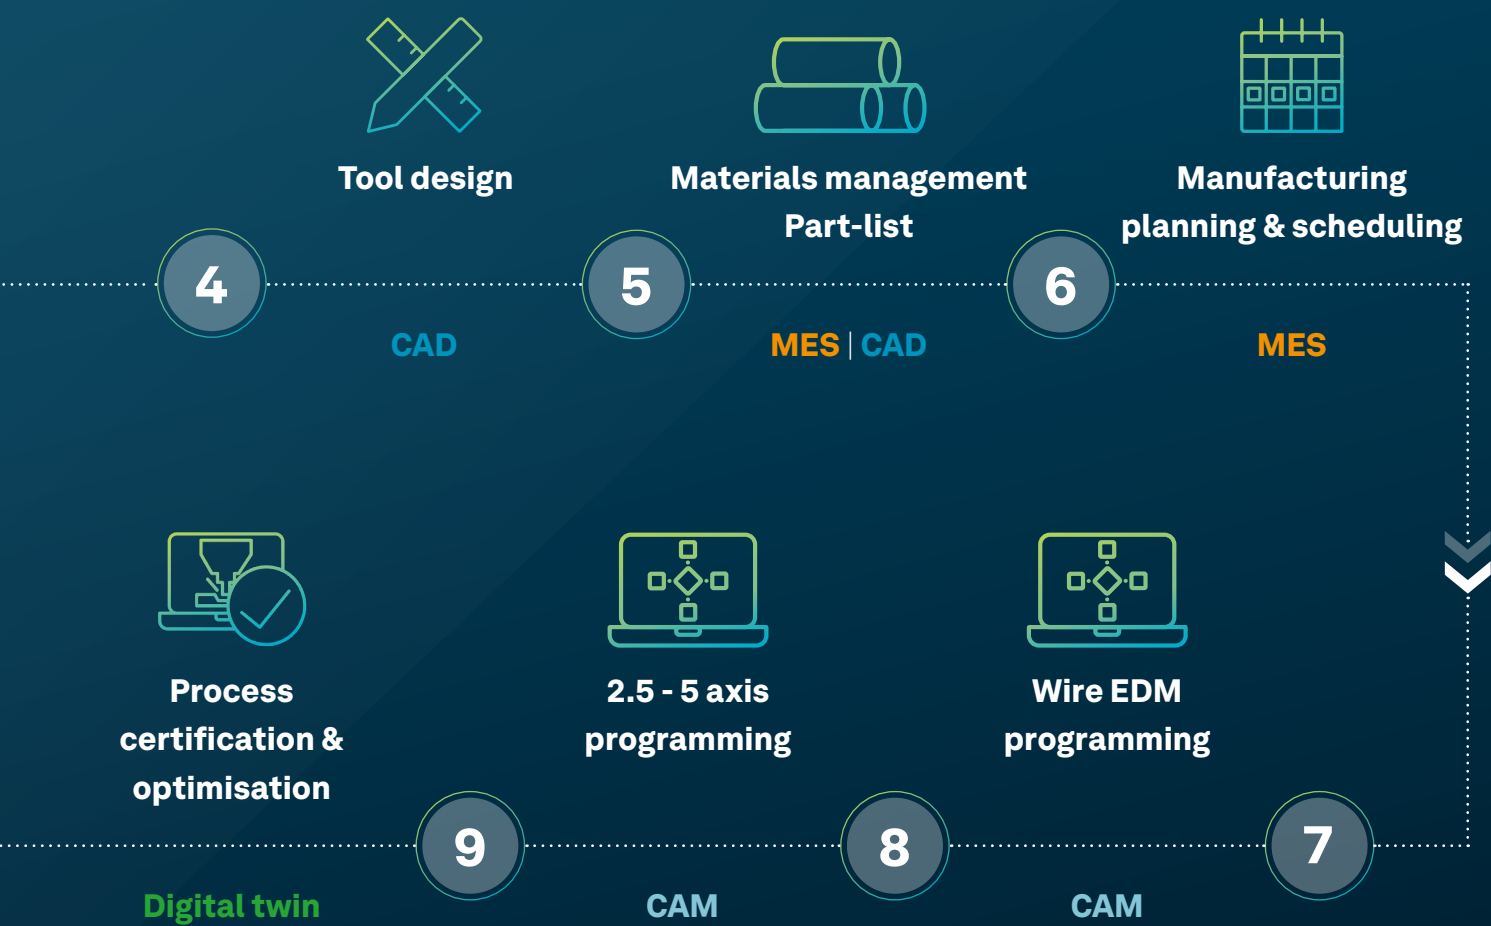 Tool design
Materials management
Part-list
Manufacturing
planning & scheduling
4
5
6
CAD
MES | CAD
MES
Process
certification &
optimisation
2.5 - 5 axis
programming
Wire EDM
programming
9
8
7
Digital twin
CAM
CAM